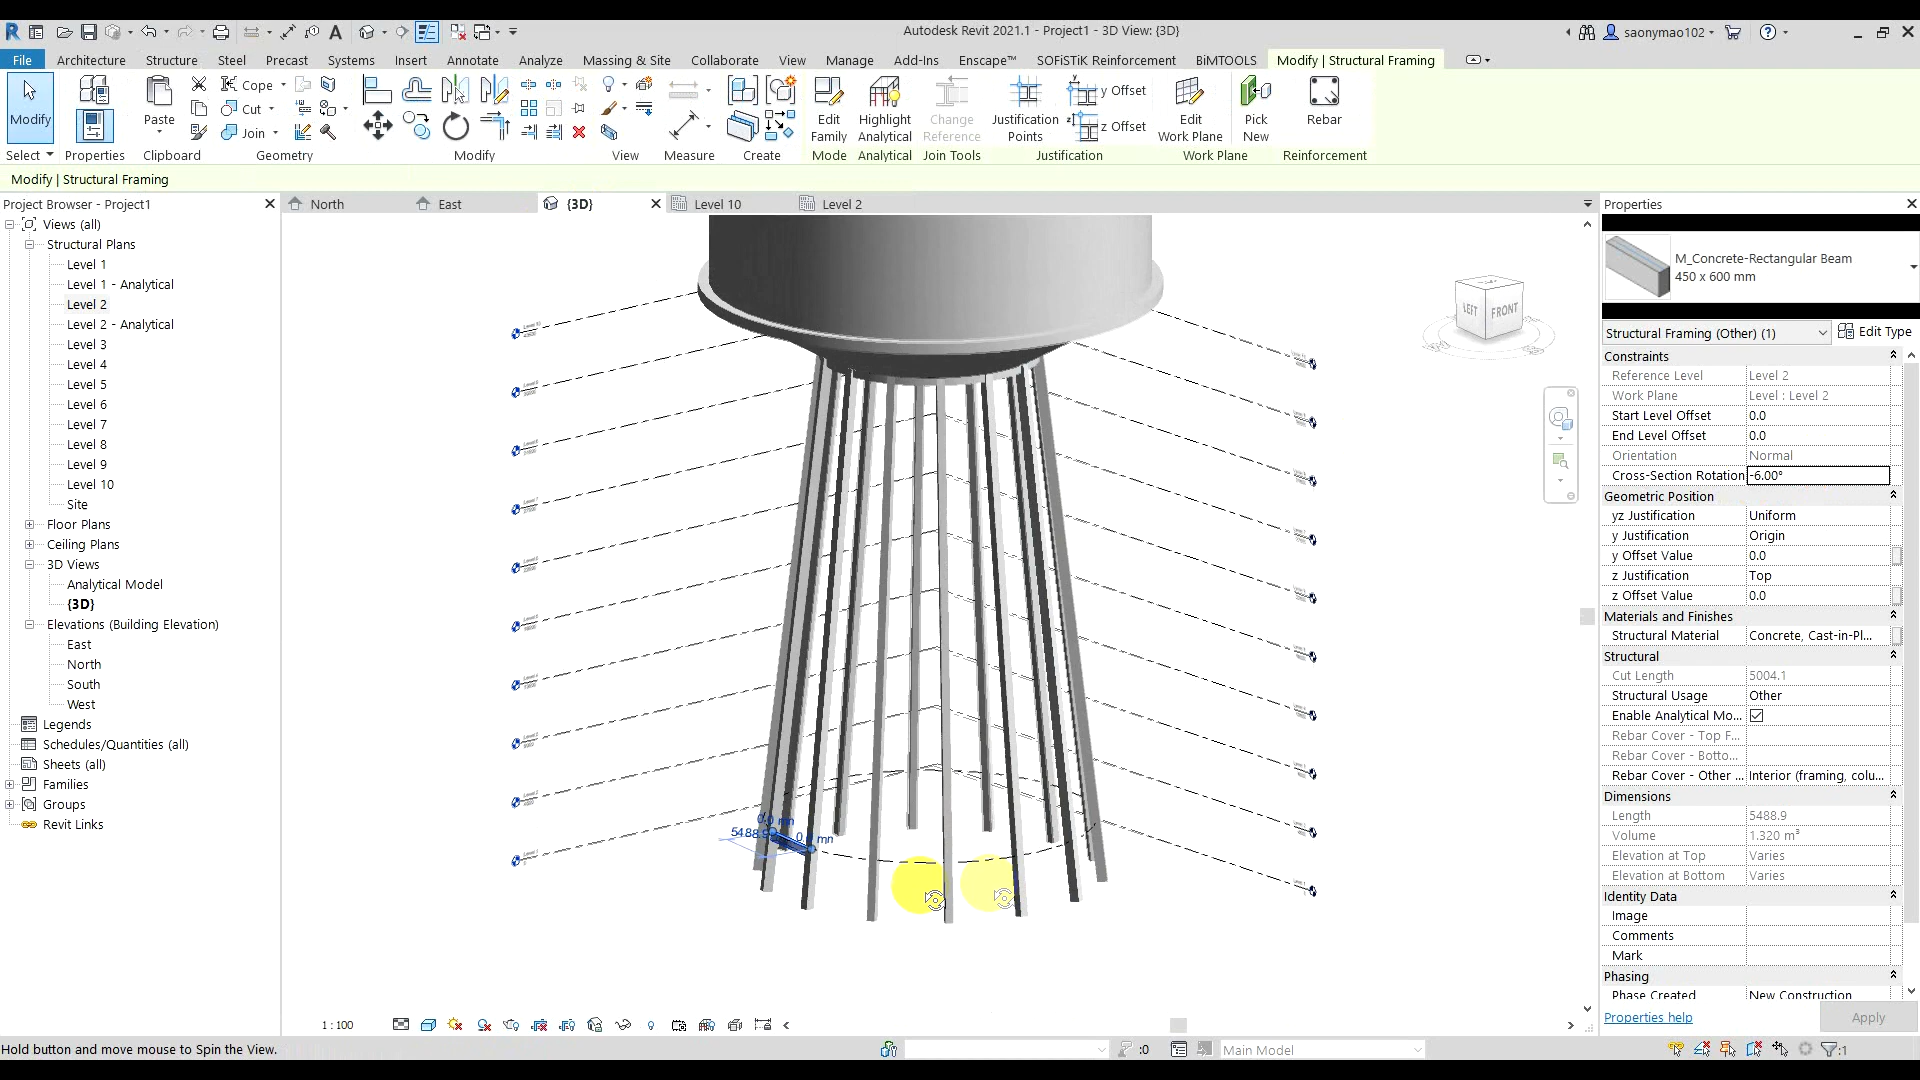 Autodesk Revit 2021.1 - Project1 - 3D View: {3D}
saonymao102
File Architecture Structure Steel Precast Systems Insert Annotate Analyze Massing & Site Collaborate View Manage Add-Ins Enscape™ SOFiSTiK Reinforcement BiMTOOLS Modify | Structural Framing
Modify
Paste
Cope
Cut
Join
y Offset
z Offset
Edit Family
Highlight Analytical
Change Reference
Justification Points
Edit Work Plane
Pick New
Rebar
Select Properties Clipboard Geometry Modify View Measure Create Mode Analytical Join Tools Justification Work Plane Reinforcement
Modify | Structural Framing
Project Browser - Project1
North East {3D} Level 10 Level 2
Views (all)
Structural Plans
Level 1
Level 1 - Analytical
Level 2
Level 2 - Analytical
Level 3
Level 4
Level 5
Level 6
Level 7
Level 8
Level 9
Level 10
Site
Floor Plans
Ceiling Plans
3D Views
Analytical Model
{3D}
Elevations (Building Elevation)
East
North
South
West
Legends
Schedules/Quantities (all)
Sheets (all)
Families
Groups
Revit Links
LEFT FRONT
Properties
M_Concrete-Rectangular Beam
450 x 600 mm
Structural Framing (Other) (1) Edit Type
Constraints
Reference Level Level 2
Work Plane Level : Level 2
Start Level Offset 0.0
End Level Offset 0.0
Orientation Normal
Cross-Section Rotation -6.00°
Geometric Position
yz Justification Uniform
y Justification Origin
y Offset Value 0.0
z Justification Top
z Offset Value 0.0
Materials and Finishes
Structural Material Concrete, Cast-in-Pl...
Structural
Cut Length 5004.1
Structural Usage Other
Enable Analytical Mo...
Rebar Cover - Top F...
Rebar Cover - Botto...
Rebar Cover - Other ... Interior (framing, colu...
Dimensions
Length 5488.9
Volume 1.320 m³
Elevation at Top Varies
Elevation at Bottom Varies
Identity Data
Image
Comments
Mark
Phasing
Phase Created New Construction
Properties help Apply
1 : 100
Hold button and move mouse to Spin the View.
:0
Main Model
:1